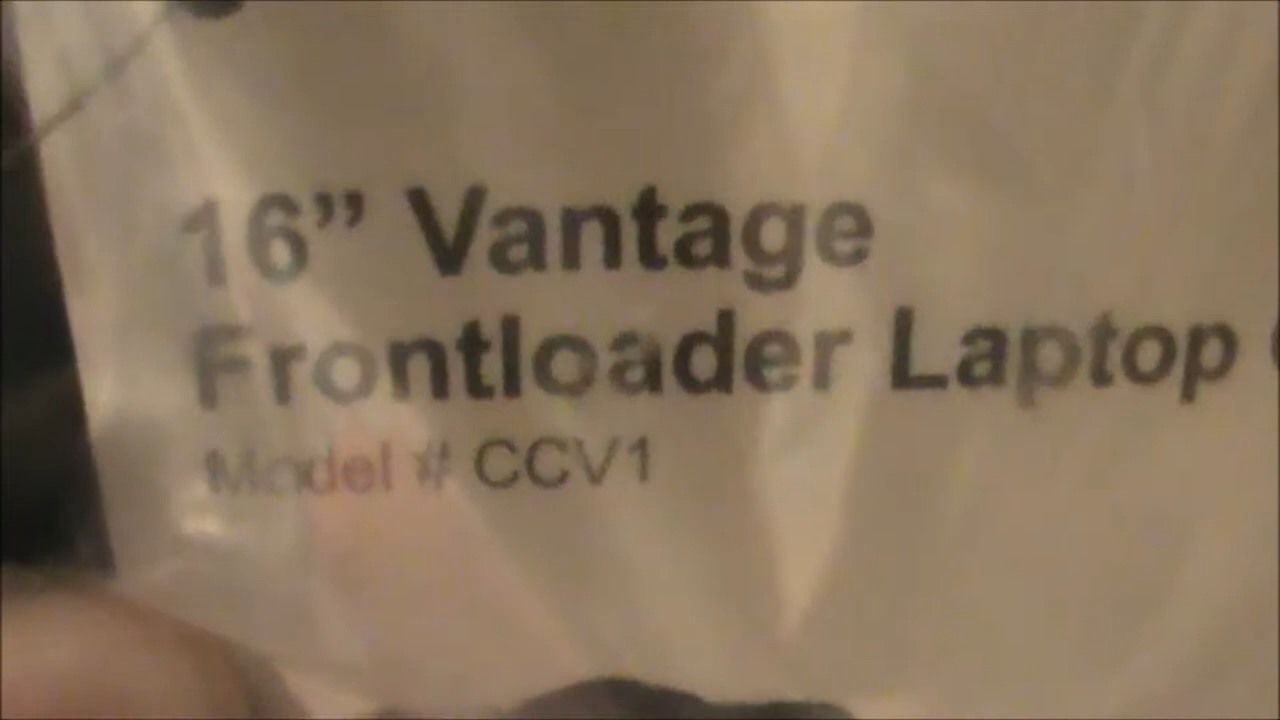 16” Vantage
Frontloader Laptop
Model # CCV1